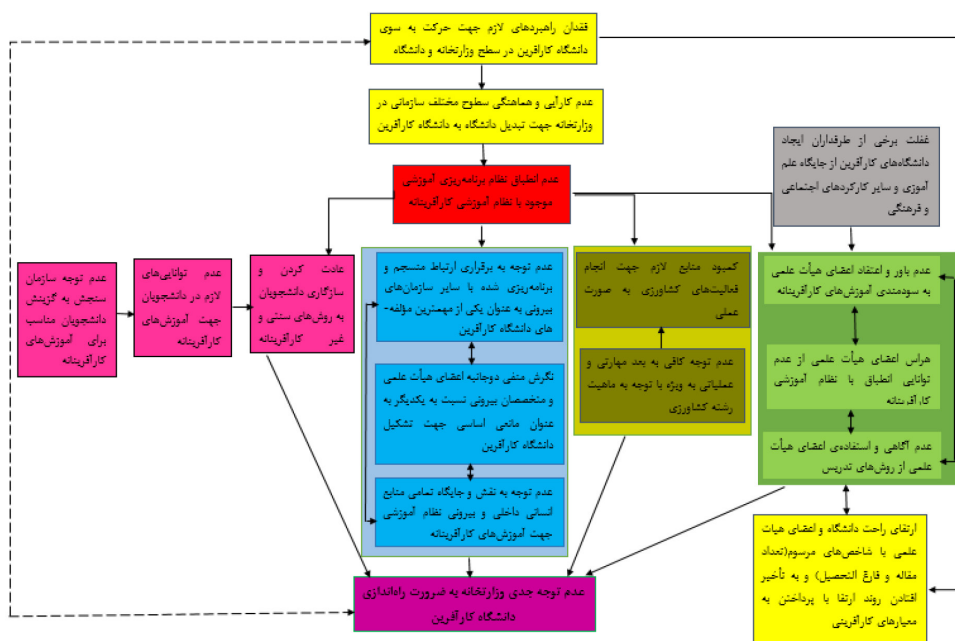 فقدان راهبردهای لازم جهت حرکت به سوی
دانشگاه کارآفرین در سطح وزارتخانه و دانشگاه
عدم کارآیی و هماهنگی سطوح مختلف سازمانی در
وزارتخانه جهت تبدیل دانشگاه به دانشگاه کارآفرین
غفلت برخی از طرفداران ایجاد
دانشگاه‌های کارآفرین از جایگاه علم
آموزی و سایر کارکردهای اجتماعی
و فرهنگی
عدم انطباق نظام برنامه‌ریزی آموزشی
موجود با نظام آموزشی کارآفرینانه
عدم باور و اعتقاد اعضای هیأت علمی
به سودمندی آموزش‌های کارآفرینانه
هراس اعضای هیأت علمی از عدم
توانایی انطباق با نظام آموزشی
کارآفرینانه
عدم آگاهی و استفاده‌ی اعضای هیأت
علمی از روش‌های تدریس
کمبود منابع لازم جهت انجام
فعالیت‌های کشاورزی به صورت
عملی
عدم توجه کافی به بعد مهارتی و
عملیاتی به ویژه با توجه به ماهیت
رشته کشاورزی
عدم توجه به برقراری ارتباط منسجم و
برنامه‌ریزی شده با سایر سازمان‌های
بیرونی به عنوان یکی از مهمترین مؤلفه-
های دانشگاه کارآفرین
نگرش منفی دوجانبه اعضای هیأت علمی
و متخصصان بیرونی نسبت به یکدیگر به
عنوان مانعی اساسی جهت تشکیل
دانشگاه کارآفرین
عدم توجه به نقش و جایگاه تمامی منابع
انسانی داخلی و بیرونی نظام آموزشی
جهت آموزش‌های کارآفرینانه
عادت کردن و
سازگاری دانشجویان
به روش‌های سنتی و
غیر کارآفرینانه
عدم توانایی‌های
لازم در دانشجویان
جهت آموزش‌های
کارآفرینانه
عدم توجه سازمان
سنجش به گزینش
دانشجویان مناسب
برای آموزش‌های
کارآفرینانه
ارتقای راحت دانشگاه و اعضای هیات
علمی با شاخص‌های مرسوم(تعداد
مقاله و فارغ التحصیل) و به تأخیر
افتادن روند ارتقا با پرداختن به
معیارهای کارآفرینی
عدم توجه جدی وزارتخانه به ضرورت راه‌اندازی
دانشگاه کارآفرین